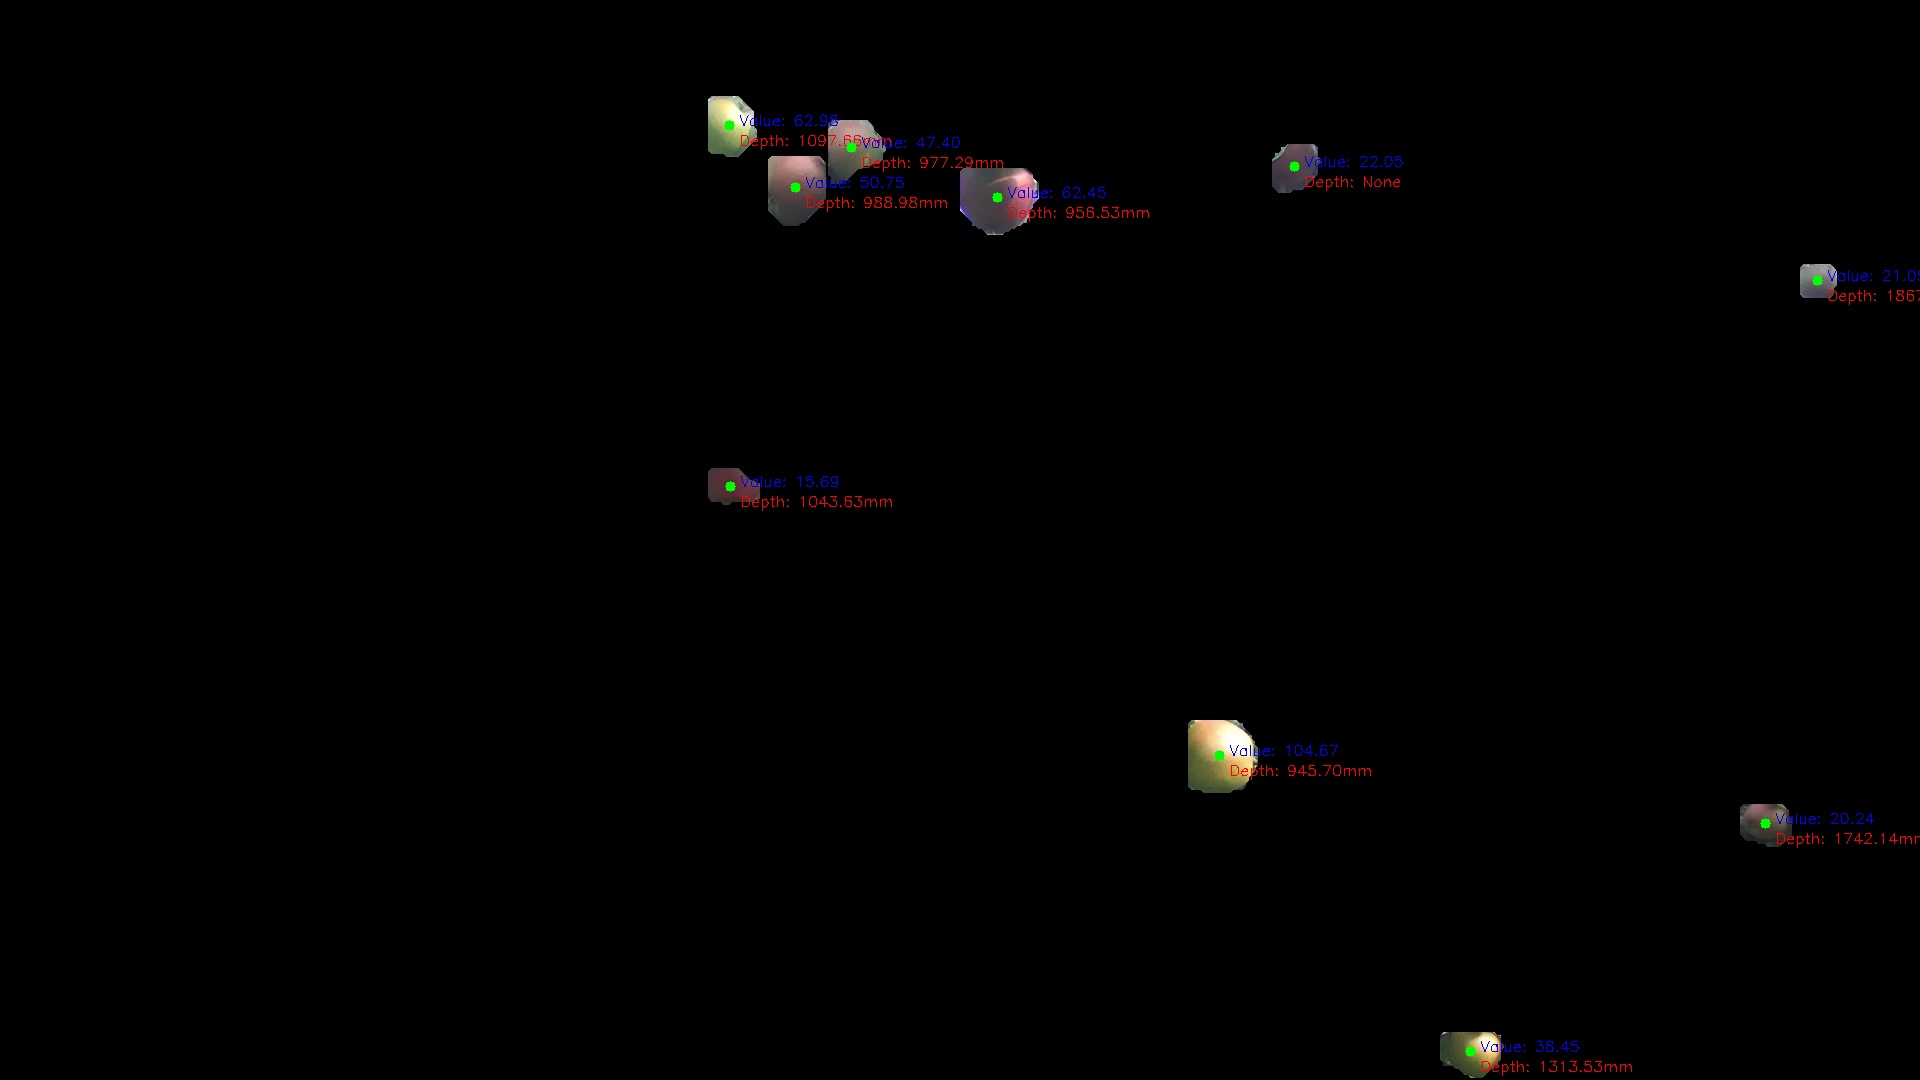 Value: 62.98
Depth: 1097.66mm
Value: 47.40
Depth: 977.29mm
Value: 50.75
Depth: 988.98mm
Value: 62.45
Depth: 956.53mm
Value: 22.05
Depth: None
Value: 21.0
Depth: 1867
Value: 15.69
Depth: 1043.63mm
Value: 104.67
Depth: 945.70mm
Value: 20.24
Depth: 1742.14mm
Value: 38.45
Depth: 1313.53mm